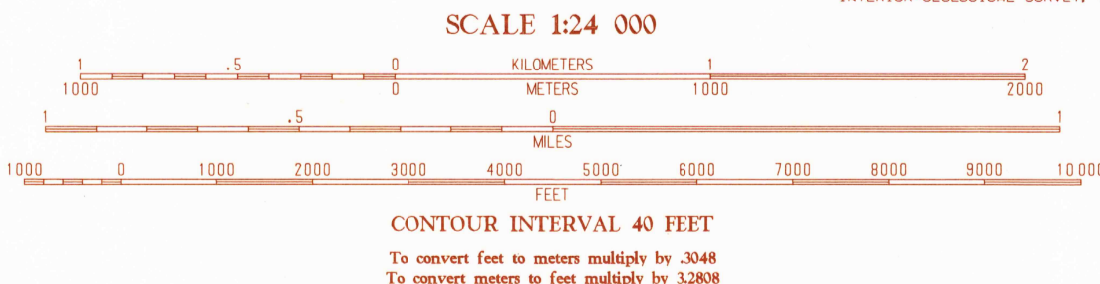 SCALE 1:24 000
1 .5 0 KILOMETERS 1 2
1000 0 METERS 1000 2000
1 .5 0 1
MILES
1000 0 1000 2000 3000 4000 5000 6000 7000 8000 9000 10 000
FEET
CONTOUR INTERVAL 40 FEET
To convert feet to meters multiply by .3048
To convert meters to feet multiply by 3.2808